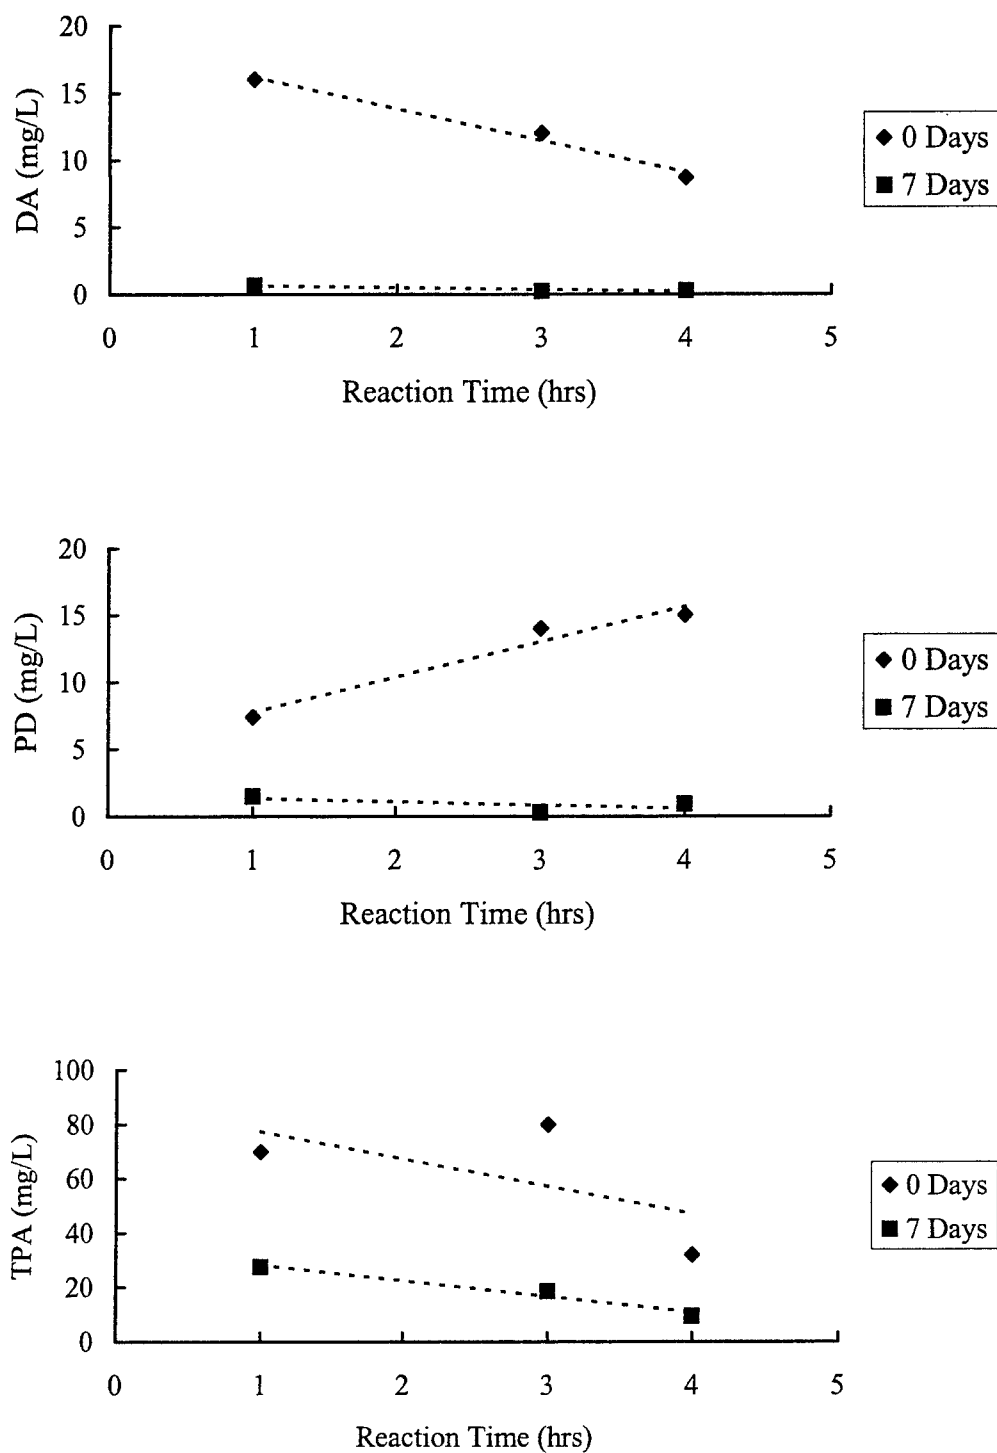 20
15
10
5
0
DA (mg/L)
0 1 2 3 4 5
Reaction Time (hrs)
0 Days
7 Days
20
15
10
5
0
PD (mg/L)
0 1 2 3 4 5
Reaction Time (hrs)
0 Days
7 Days
100
80
60
40
20
0
TPA (mg/L)
0 1 2 3 4 5
Reaction Time (hrs)
0 Days
7 Days